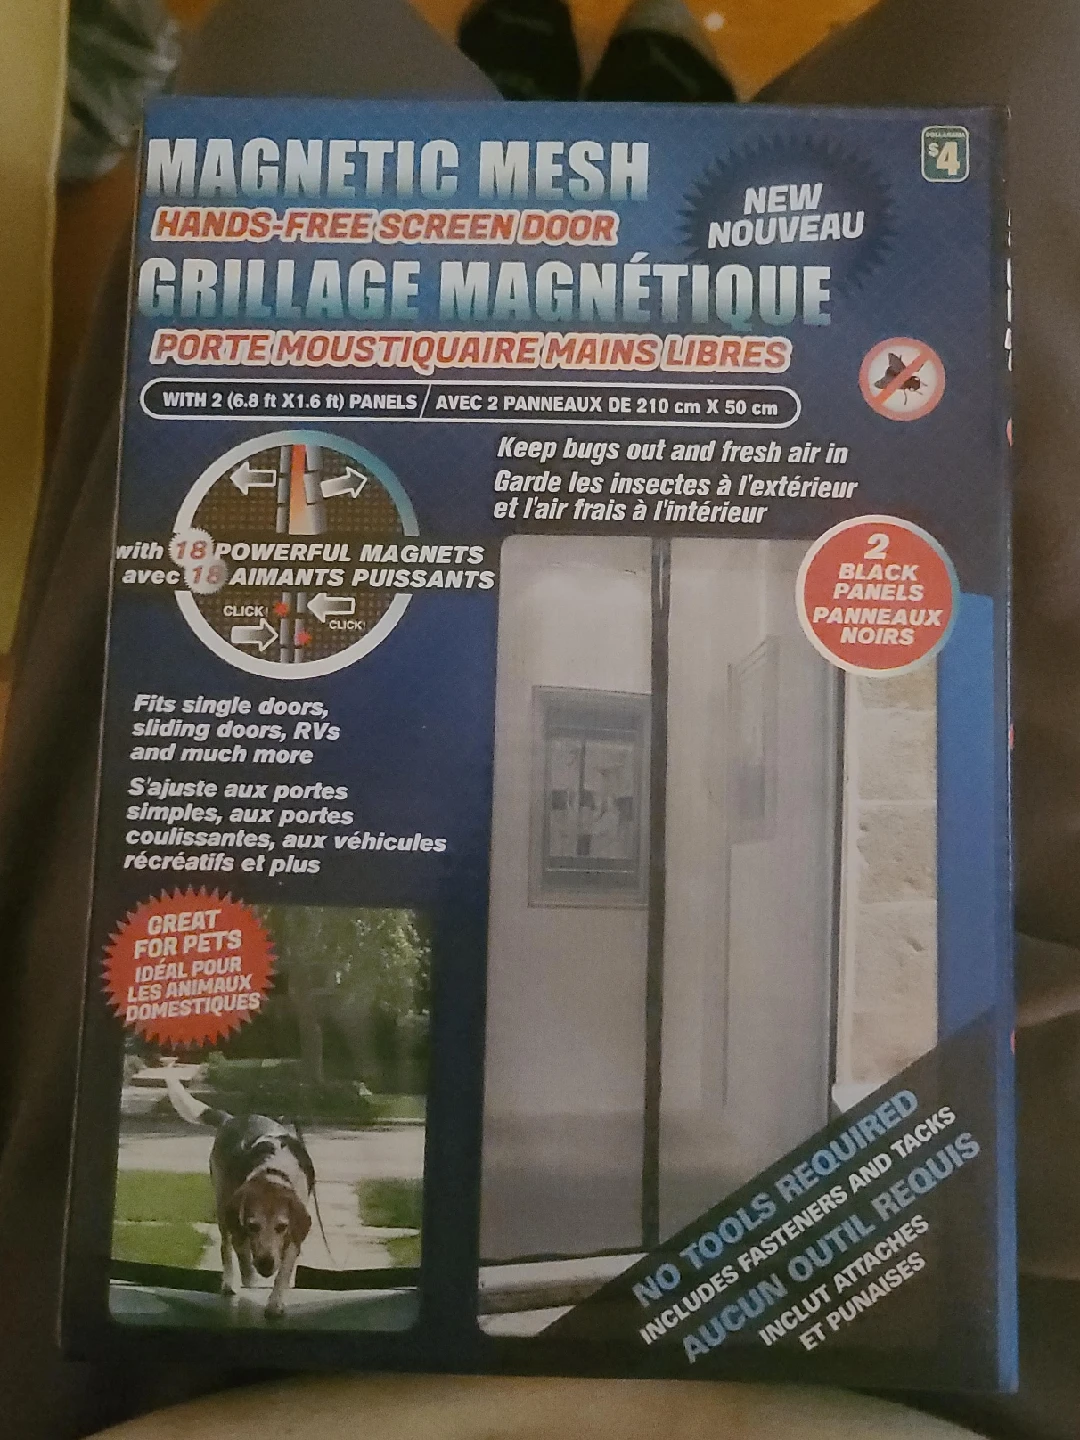 MAGNETIC MESH
HANDS-FREE SCREEN DOOR
GRILLAGE MAGNÉTIQUE
PORTE MOUSTIQUAIRE MAINS LIBRES
WITH 2 (6.8 ft X1.6 ft) PANELS / AVEC 2 PANNEAUX DE 210 cm X 50 cm
NEW
NOUVEAU
DOLLARAMA
$4
Keep bugs out and fresh air in
Garde les insectes à l'extérieur
et l'air frais à l'intérieur
with 18 POWERFUL MAGNETS
avec 18 AIMANTS PUISSANTS
CLICK!
CLICK!
2
BLACK
PANELS
PANNEAUX
NOIRS
Fits single doors,
sliding doors, RVs
and much more
S'ajuste aux portes
simples, aux portes
coulissantes, aux véhicules
récréatifs et plus
GREAT
FOR PETS
IDÉAL POUR
LES ANIMAUX
DOMESTIQUES
NO TOOLS REQUIRED
INCLUDES FASTENERS AND TACKS
AUCUN OUTIL REQUIS
INCLUT ATTACHES
ET PUNAISES